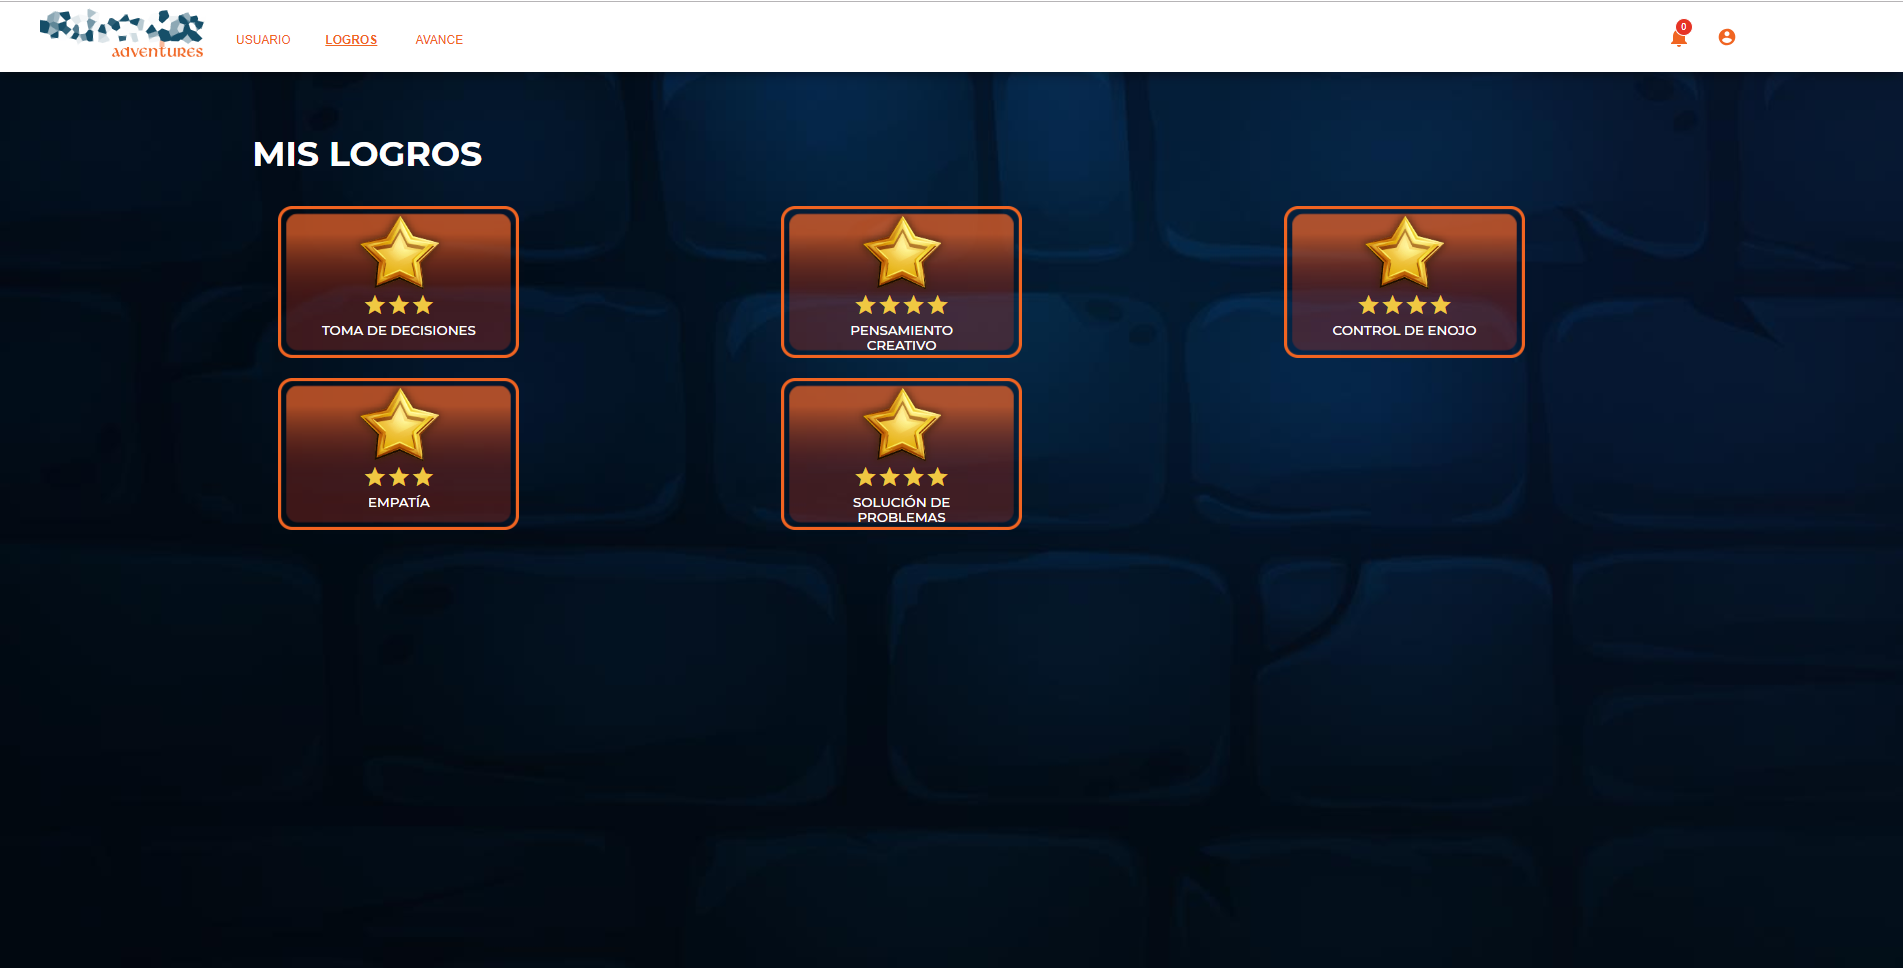 adventures
USUARIO
LOGROS
AVANCE
0
MIS LOGROS
TOMA DE DECISIONES
PENSAMIENTO
CREATIVO
CONTROL DE ENOJO
EMPATÍA
SOLUCIÓN DE
PROBLEMAS